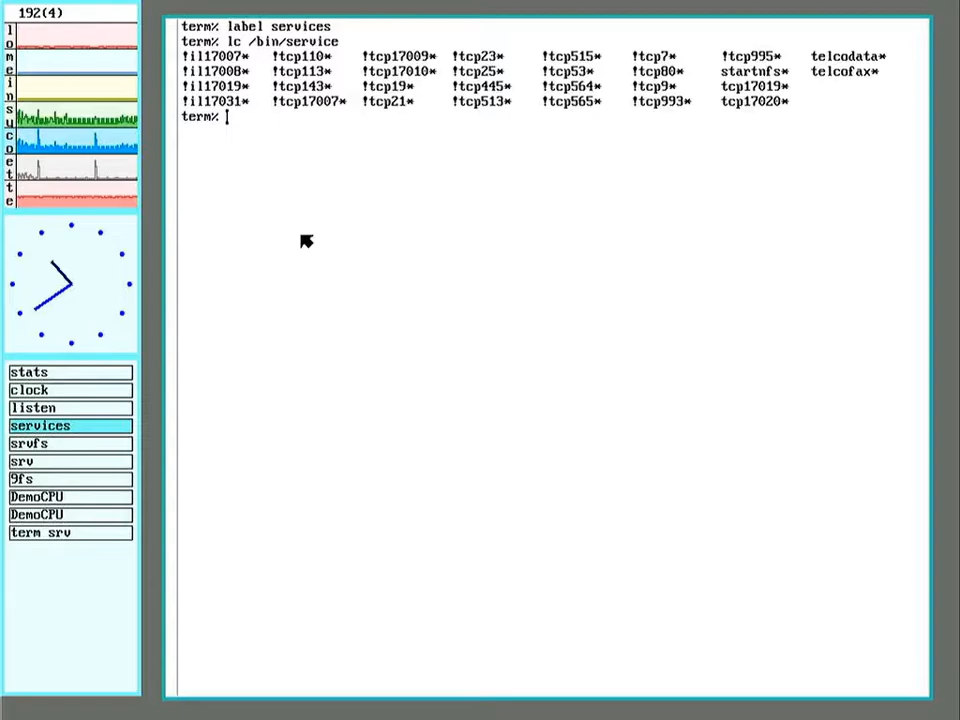 192(4)
load
mem
ether
intr
syscall
context
term% label services
term% lc /bin/service
!il17007* !tcp110* !tcp17009* !tcp23* !tcp515* !tcp7* !tcp995* telcodata*
!il17008* !tcp113* !tcp17010* !tcp25* !tcp53* !tcp80* startnfs* telcofax*
!il17019* !tcp143* !tcp19* !tcp445* !tcp564* !tcp9* tcp17019*
!il17031* !tcp17007* !tcp21* !tcp513* !tcp565* !tcp993* tcp17020*
term%
stats
clock
listen
services
srvfs
srv
9fs
DemoCPU
DemoCPU
term srv